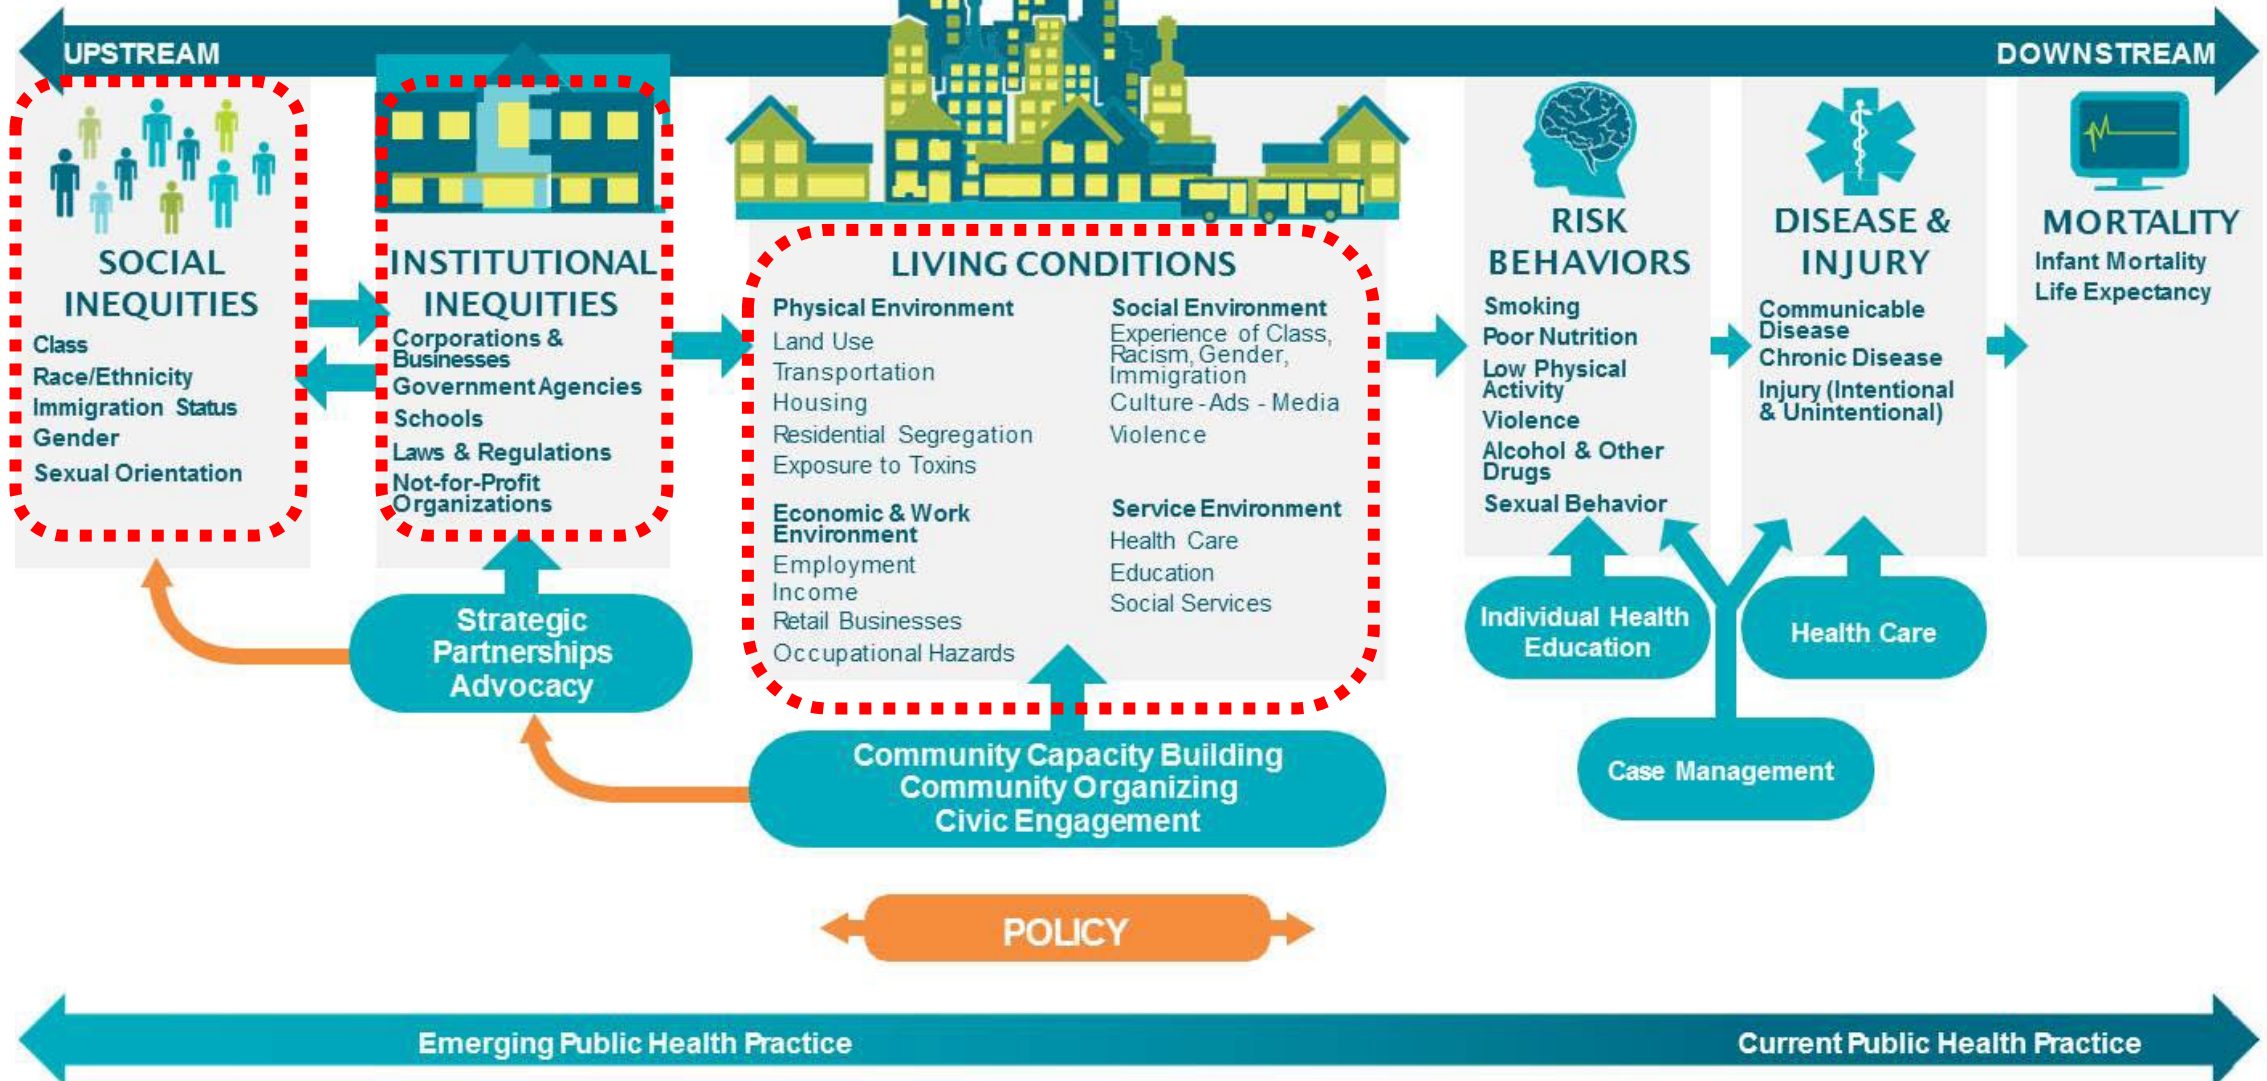 UPSTREAM
DOWNSTREAM
SOCIAL
INEQUITIES
Class
Race/Ethnicity
Immigration Status
Gender
Sexual Orientation
INSTITUTIONAL
INEQUITIES
Corporations &
Businesses
Government Agencies
Schools
Laws & Regulations
Not-for-Profit
Organizations
Strategic
Partnerships
Advocacy
LIVING CONDITIONS
Physical Environment
Land Use
Transportation
Housing
Residential Segregation
Exposure to Toxins
Economic & Work
Environment
Employment
Income
Retail Businesses
Occupational Hazards
Social Environment
Experience of Class,
Racism, Gender,
Immigration
Culture - Ads - Media
Violence
Service Environment
Health Care
Education
Social Services
Community Capacity Building
Community Organizing
Civic Engagement
RISK
BEHAVIORS
Smoking
Poor Nutrition
Low Physical
Activity
Violence
Alcohol & Other
Drugs
Sexual Behavior
Individual Health
Education
DISEASE &
INJURY
Communicable
Disease
Chronic Disease
Injury (Intentional
& Unintentional)
Health Care
Case Management
MORTALITY
Infant Mortality
Life Expectancy
POLICY
Emerging Public Health Practice
Current Public Health Practice